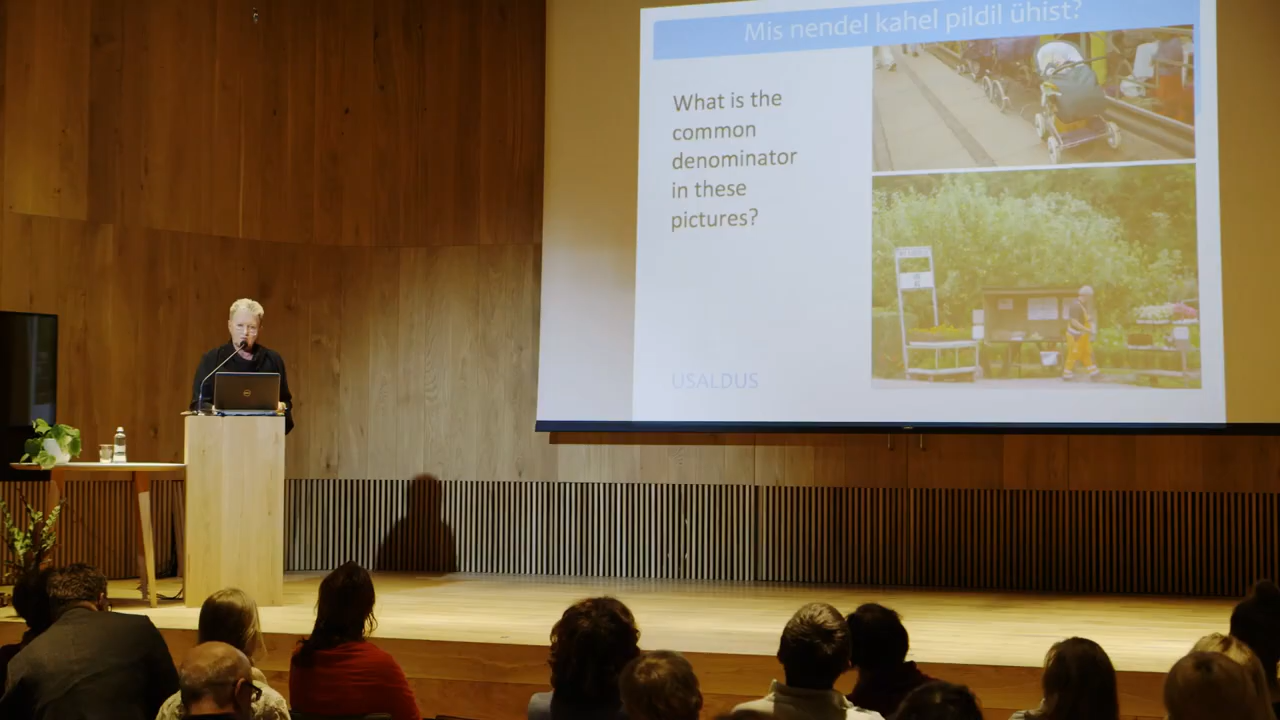 Mis nendel kahel pildil ühist?
What is the
common
denominator
in these
pictures?
USALDUS